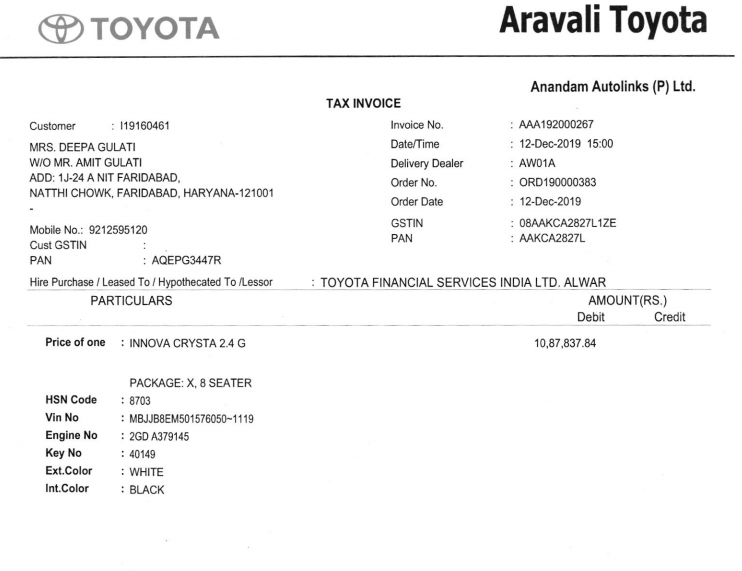 TOYOTA
Aravali Toyota
Anandam Autolinks (P) Ltd.
TAX INVOICE
Customer : I19160461
MRS. DEEPA GULATI
W/O MR. AMIT GULATI
ADD: 1J-24 A NIT FARIDABAD,
NATTHI CHOWK, FARIDABAD, HARYANA-121001
-
Mobile No.: 9212595120
Cust GSTIN :
PAN : AQEPG3447R
Invoice No. : AAA192000267
Date/Time : 12-Dec-2019 15:00
Delivery Dealer : AW01A
Order No. : ORD190000383
Order Date : 12-Dec-2019
GSTIN : 08AAKCA2827L1ZE
PAN : AAKCA2827L
Hire Purchase / Leased To / Hypothecated To /Lessor : TOYOTA FINANCIAL SERVICES INDIA LTD. ALWAR
PARTICULARS AMOUNT(RS.)
Debit Credit
Price of one : INNOVA CRYSTA 2.4 G 10,87,837.84
PACKAGE: X, 8 SEATER
HSN Code : 8703
Vin No : MBJJB8EM501576050~1119
Engine No : 2GD A379145
Key No : 40149
Ext.Color : WHITE
Int.Color : BLACK